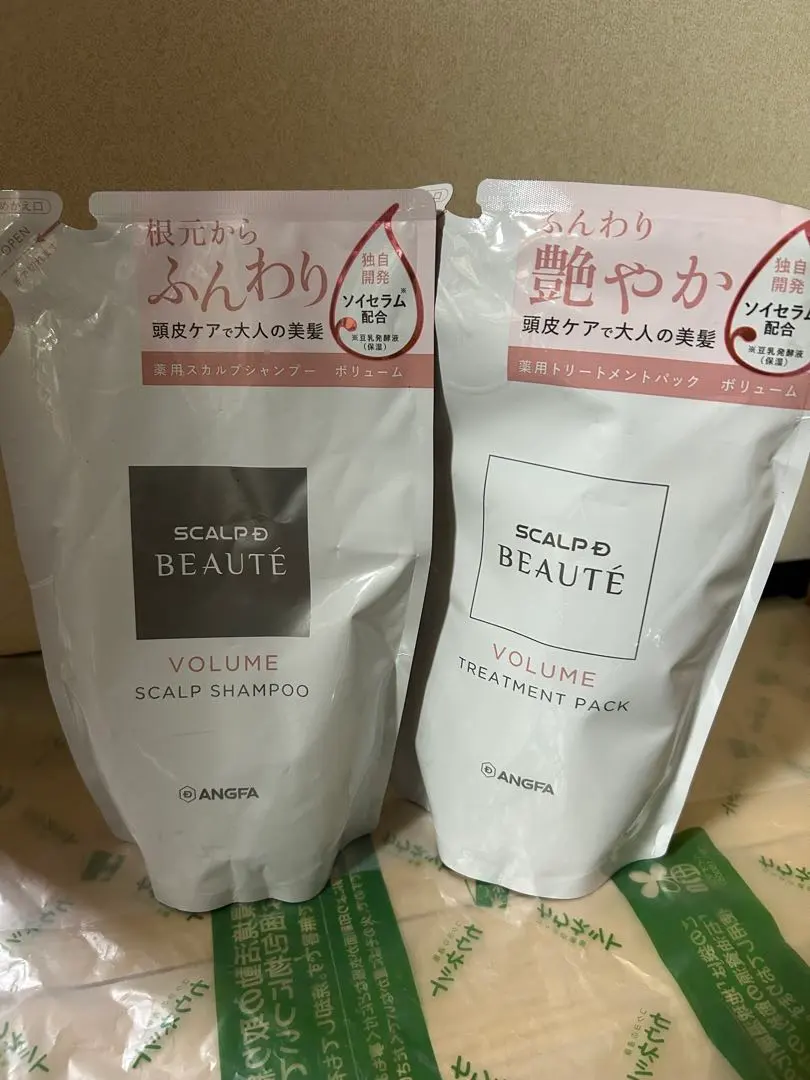 めかえ口
OPEN
根元から
ふんわり
頭皮ケアで大人の美髪
独自
開発
ソイセラム※
配合
※豆乳発酵液
（保湿）
薬用スカルプシャンプー ボリューム
SCALP D
BEAUTÉ
VOLUME
SCALP SHAMPOO
ANGFA
口
ふんわり
艶やか
頭皮ケアで大人の美髪
独自
開発
ソイセラム
配合
※豆乳発酵液
（保湿）
薬用トリートメントパック ボリューム
SCALP D
BEAUTÉ
VOLUME
TREATMENT PACK
ANGFA